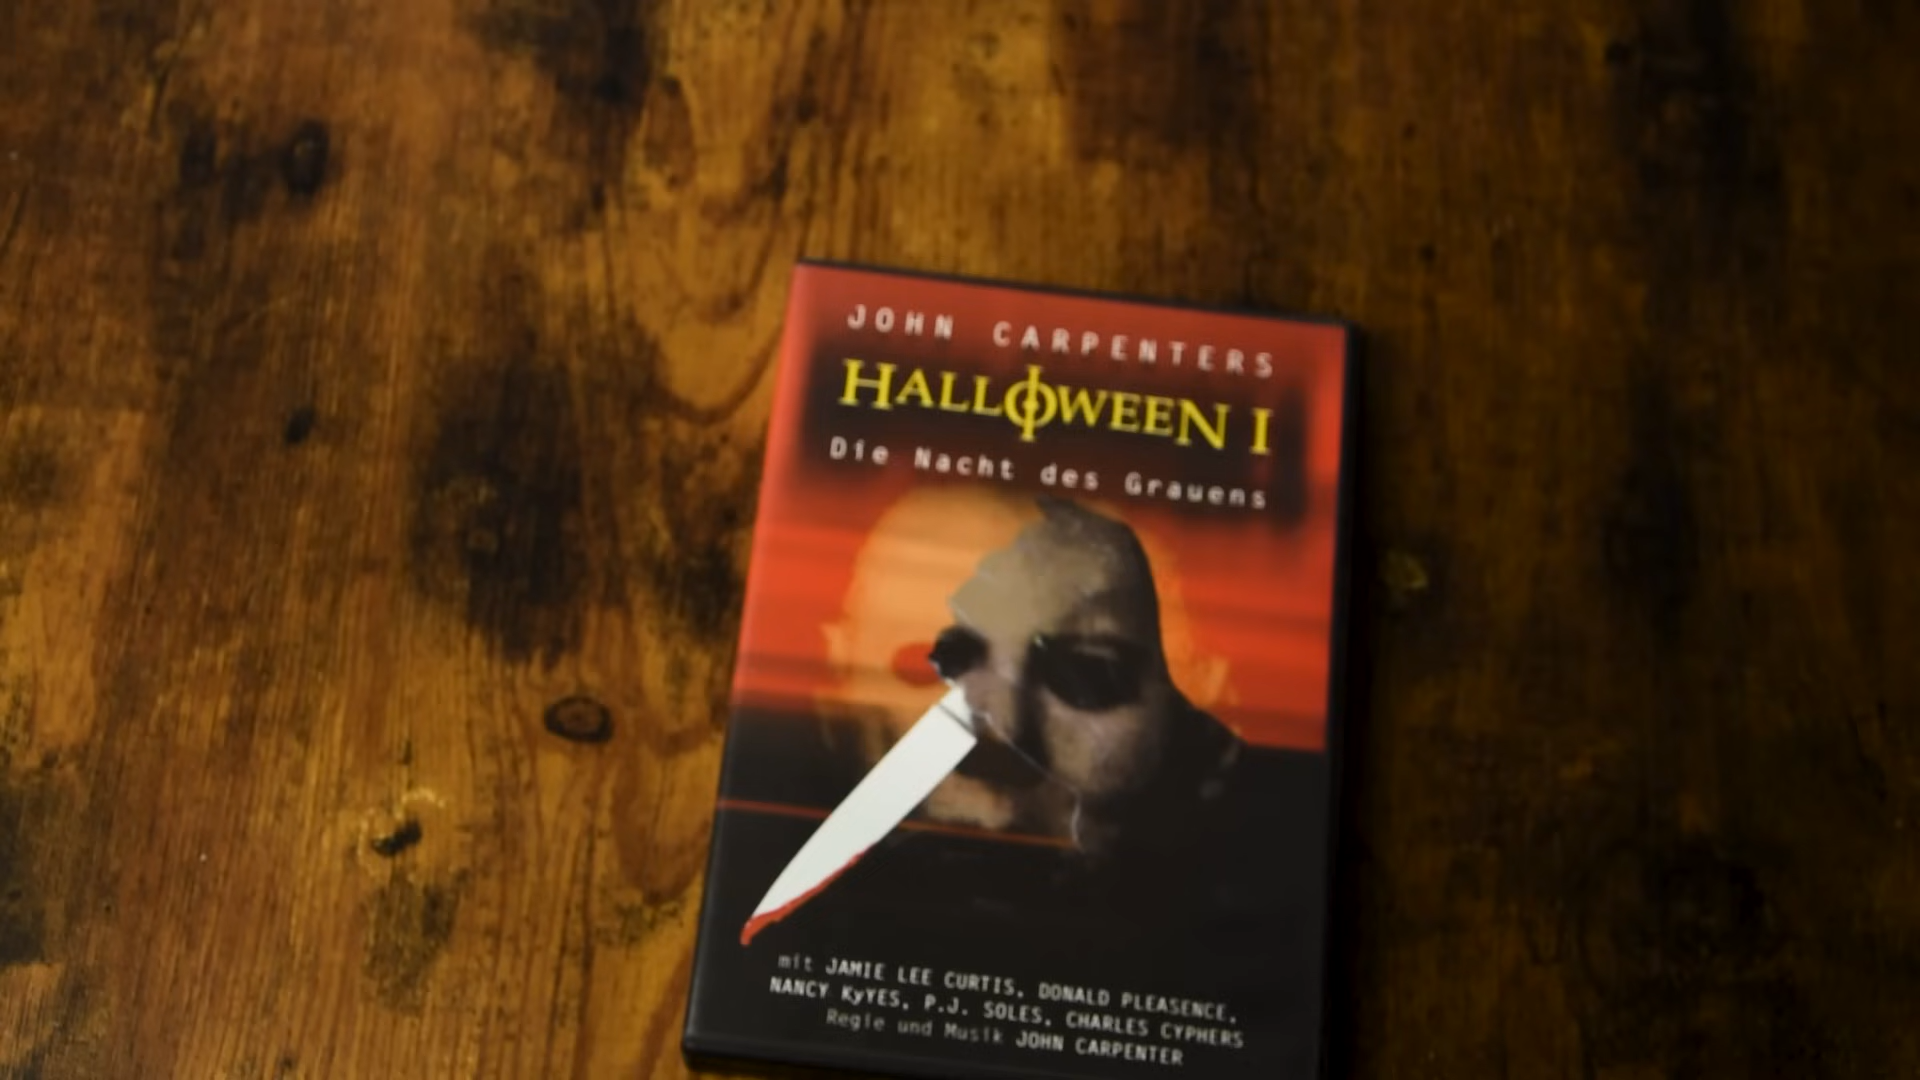 JOHN CARPENTERS
HALLOWEEN I
Die Nacht des Grauens
mit JAMIE LEE CURTIS, DONALD PLEASENCE,
NANCY KyYES, P.J. SOLES, CHARLES CYPHERS
Regie und Musik JOHN CARPENTER